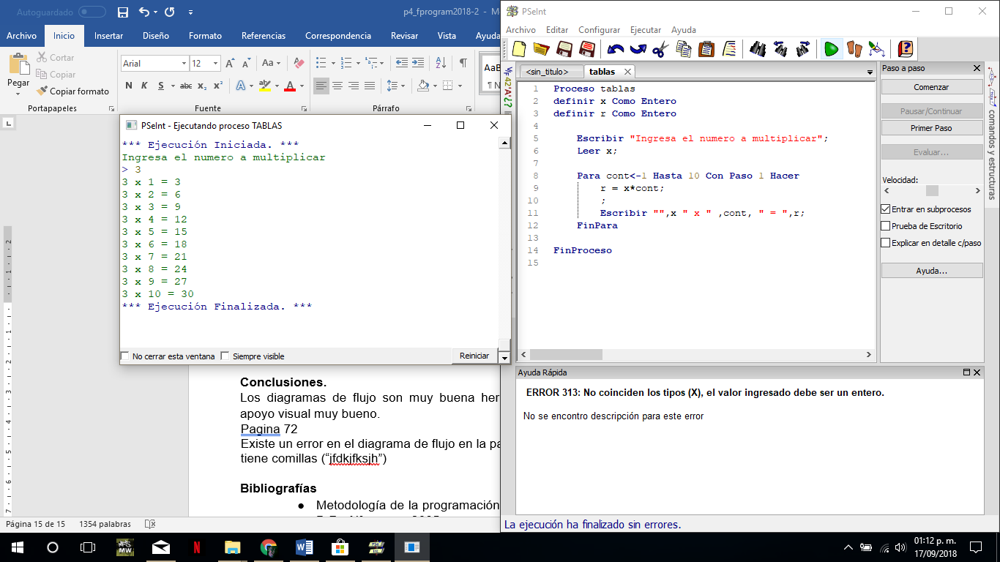 Autoguardado
p4_fprogram2018-2 - M
Archivo Inicio Insertar Diseño Formato Referencias Correspondencia Revisar Vista Ayuda
Cortar
Copiar
Copiar formato
Pegar
Portapapeles
Arial 12
N K S abc x₂ x²
Fuente
Párrafo
AaB
¶ N
PSeInt - Ejecutando proceso TABLAS
*** Ejecución Iniciada. ***
Ingresa el numero a multiplicar
> 3
3 x 1 = 3
3 x 2 = 6
3 x 3 = 9
3 x 4 = 12
3 x 5 = 15
3 x 6 = 18
3 x 7 = 21
3 x 8 = 24
3 x 9 = 27
3 x 10 = 30
*** Ejecución Finalizada. ***
No cerrar esta ventana Siempre visible Reiniciar
Conclusiones.
Los diagramas de flujo son muy buena her
apoyo visual muy bueno.
Pagina 72
Existe un error en el diagrama de flujo en la pa
tiene comillas (“jfdkjfksjh”)
Bibliografías
● Metodología de la programación
Página 15 de 15 1354 palabras
PSeInt
Archivo Editar Configurar Ejecutar Ayuda
<sin_titulo> tablas
1 Proceso tablas
2 definir x Como Entero
3 definir r Como Entero
4
5 Escribir "Ingresa el numero a multiplicar";
6 Leer x;
7
8 Para cont<-1 Hasta 10 Con Paso 1 Hacer
9 r = x*cont;
10 ;
11 Escribir "",x " x " ,cont, " = ",r;
12 FinPara
13
14 FinProceso
15
Paso a paso
Comenzar
Pausar/Continuar
Primer Paso
Evaluar...
Velocidad:
Entrar en subprocesos
Prueba de Escritorio
Explicar en detalle c/paso
Ayuda...
comandos y estructuras
Ayuda Rápida
ERROR 313: No coinciden los tipos (X), el valor ingresado debe ser un entero.
No se encontro descripción para este error
La ejecución ha finalizado sin errores.
01:12 p. m.
17/09/2018